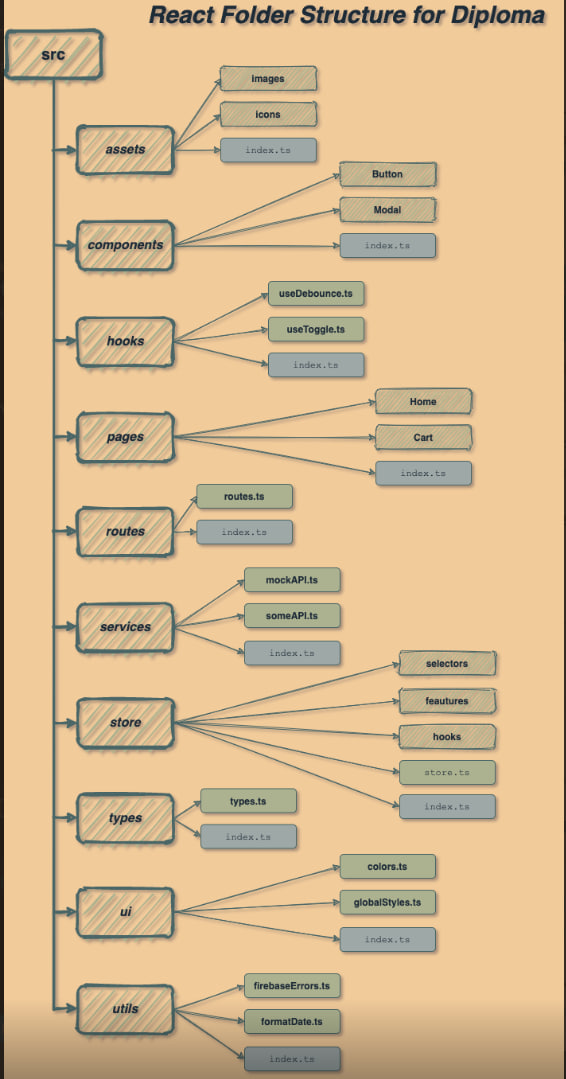 React Folder Structure for Diploma
src
images
assets
icons
index.ts
Button
components
Modal
index.ts
useDebounce.ts
hooks
useToggle.ts
index.ts
Home
pages
Cart
index.ts
routes.ts
routes
index.ts
mockAPI.ts
services
someAPI.ts
index.ts
selectors
store
feautures
hooks
store.ts
index.ts
types.ts
types
index.ts
colors.ts
ui
globalStyles.ts
index.ts
firebaseErrors.ts
utils
formatDate.ts
index.ts